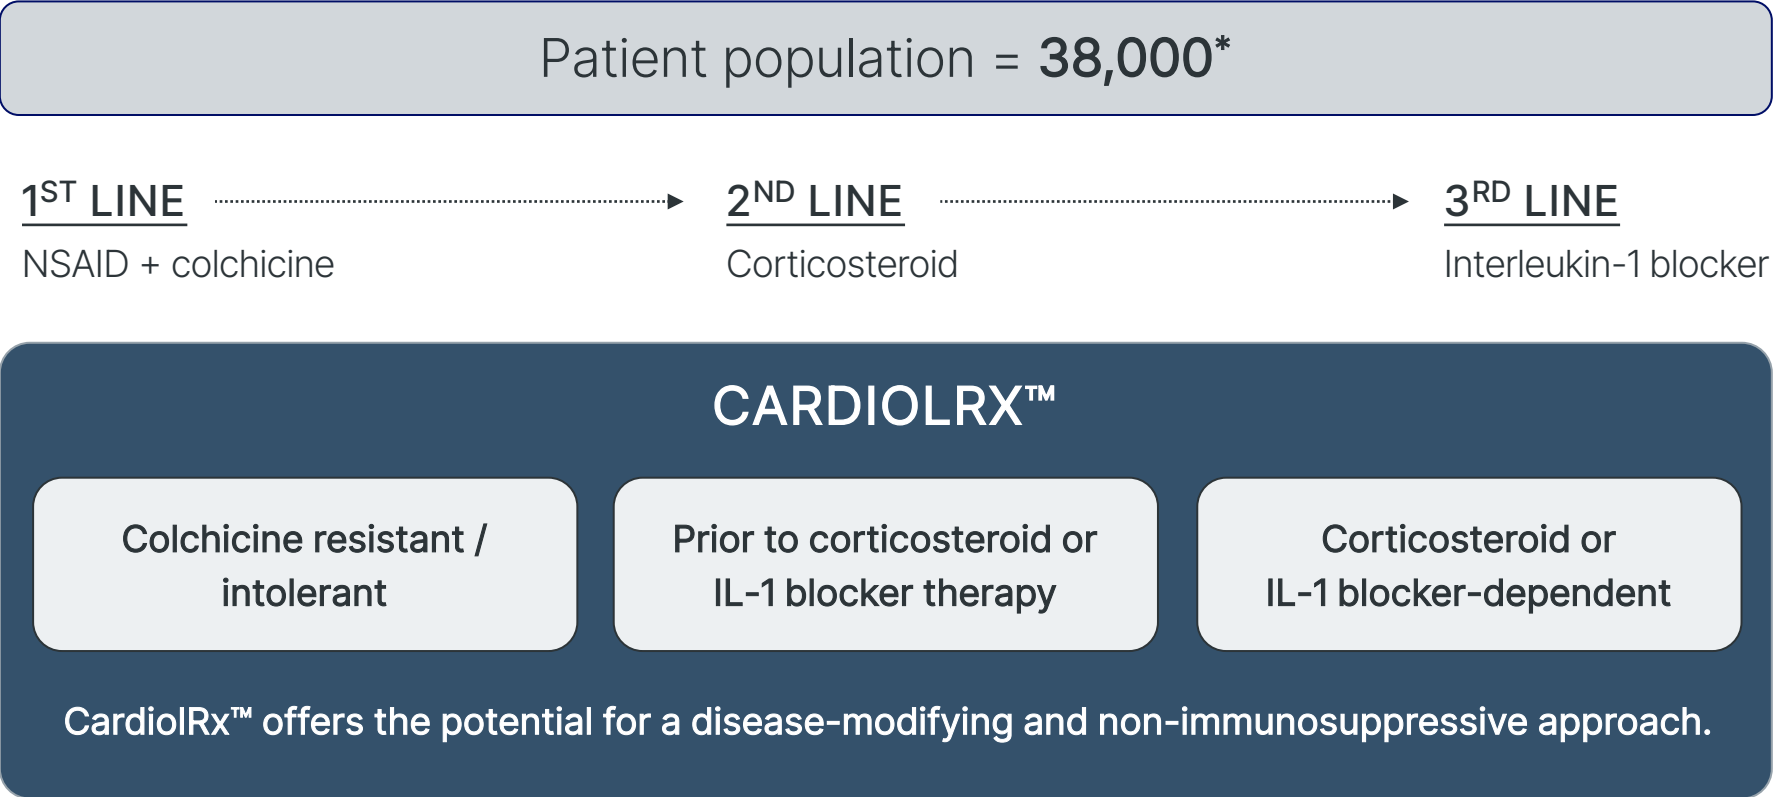 Patient population = 38,000*
1ST LINE
2ND LINE
3RD LINE
NSAID + colchicine
Corticosteroid
Interleukin-1 blocker
CARDIOLRX™
Colchicine resistant /
intolerant
Prior to corticosteroid or
IL-1 blocker therapy
Corticosteroid or
IL-1 blocker-dependent
CardiolRx™ offers the potential for a disease-modifying and non-immunosuppressive approach.